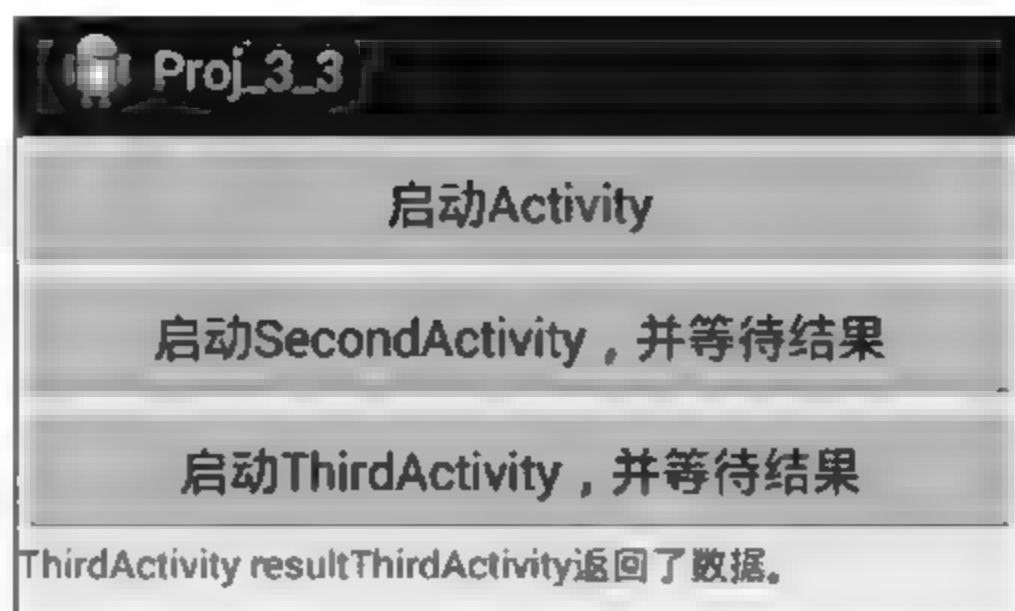 Proj_3_3
启动Activity
启动SecondActivity，并等待结果
启动ThirdActivity，并等待结果
ThirdActivity resultThirdActivity返回了数据。